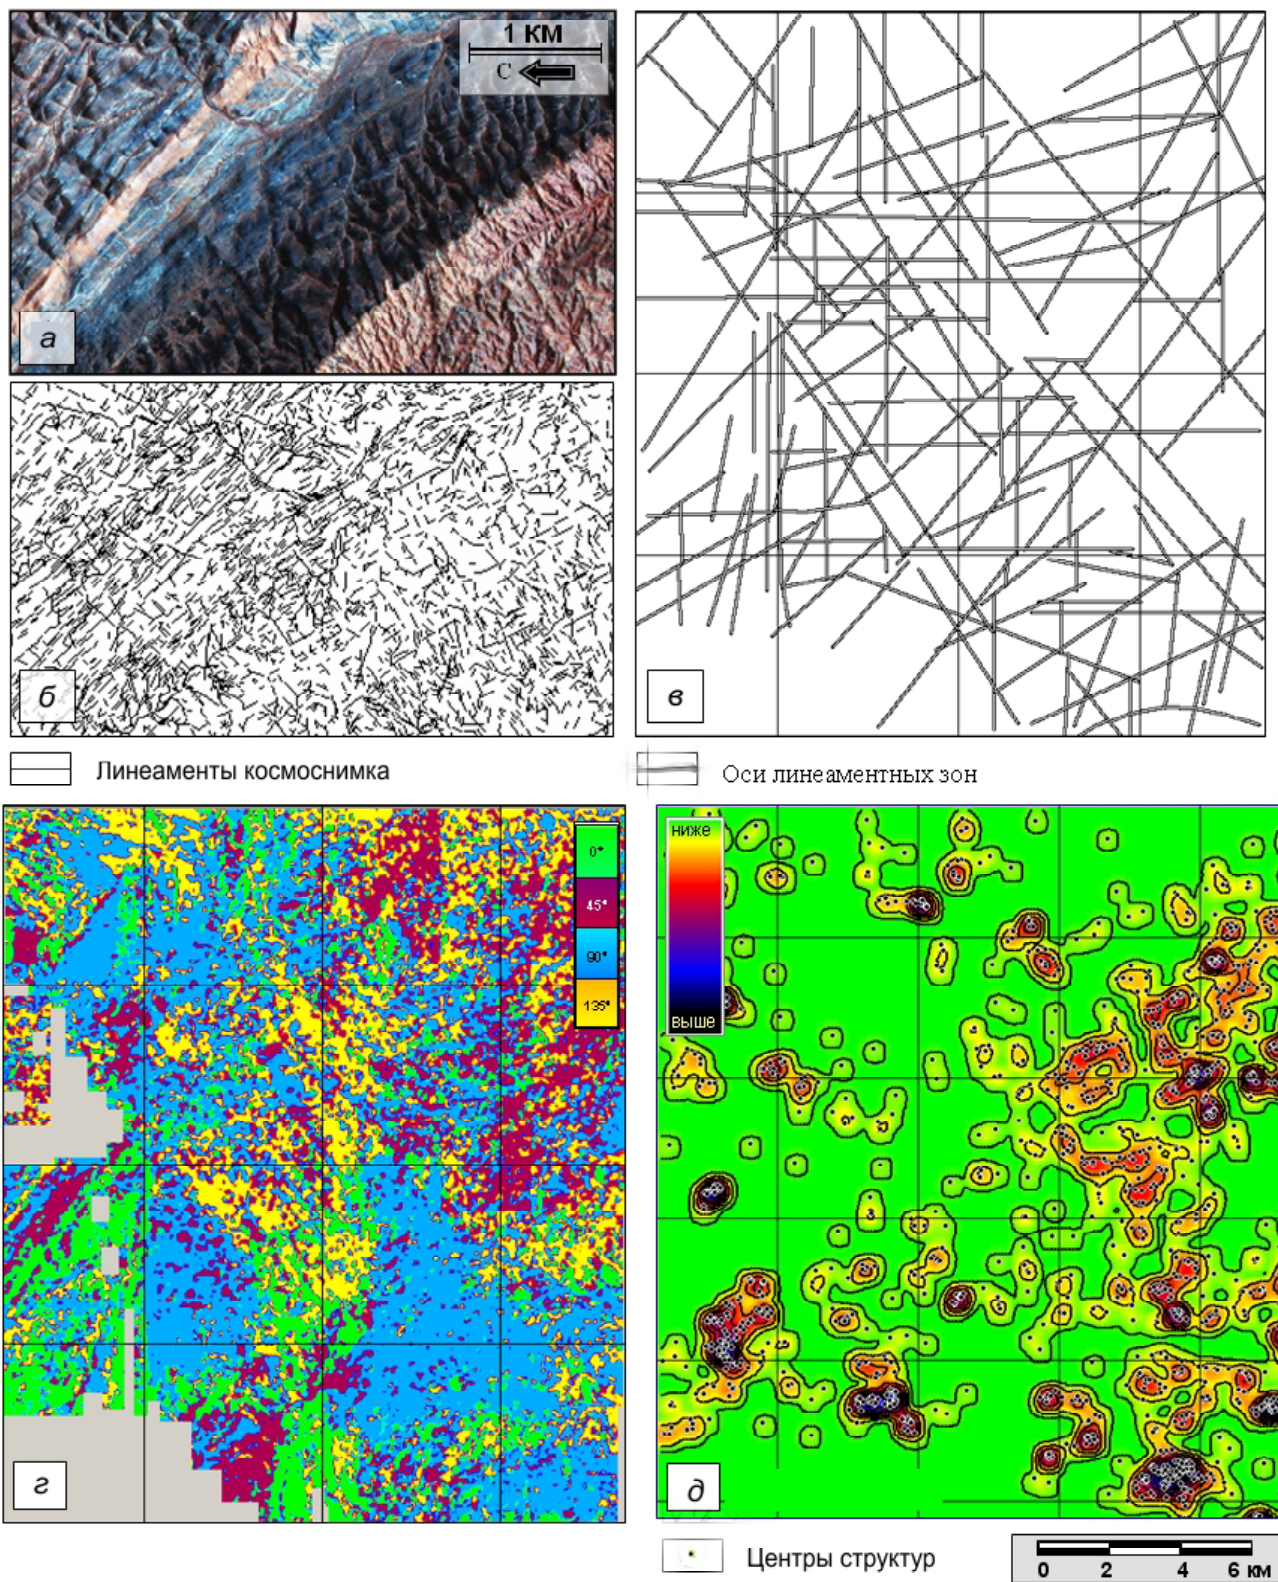 1 КМ
С
а
б
в
Линеаменты космоснимка
Оси линеаментных зон
0°
45°
90°
135°
г
ниже
выше
3
д
Центры структур
0 2 4 6 км